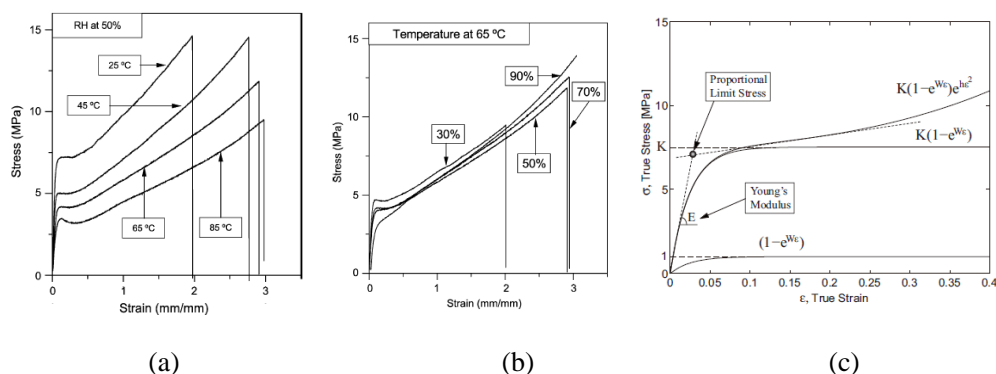 RH at 50%
25 ºC
45 ºC
65 ºC
85 ºC
15
10
5
0
Stress (MPa)
0
1
2
3
Strain (mm/mm)
(a)
Temperature at 65 ºC
90%
70%
30%
50%
15
10
5
0
Stress (MPa)
0
1
2
3
Strain (mm/mm)
(b)
Proportional
Limit Stress
K(1−e^Wε)e^hε²
K(1−e^Wε)
Young's
Modulus
E
(1−e^Wε)
15
10
K
5
1
0
σ, True Stress [MPa]
0
0.05
0.1
0.15
0.2
0.25
0.3
0.35
0.4
ε, True Strain
(c)